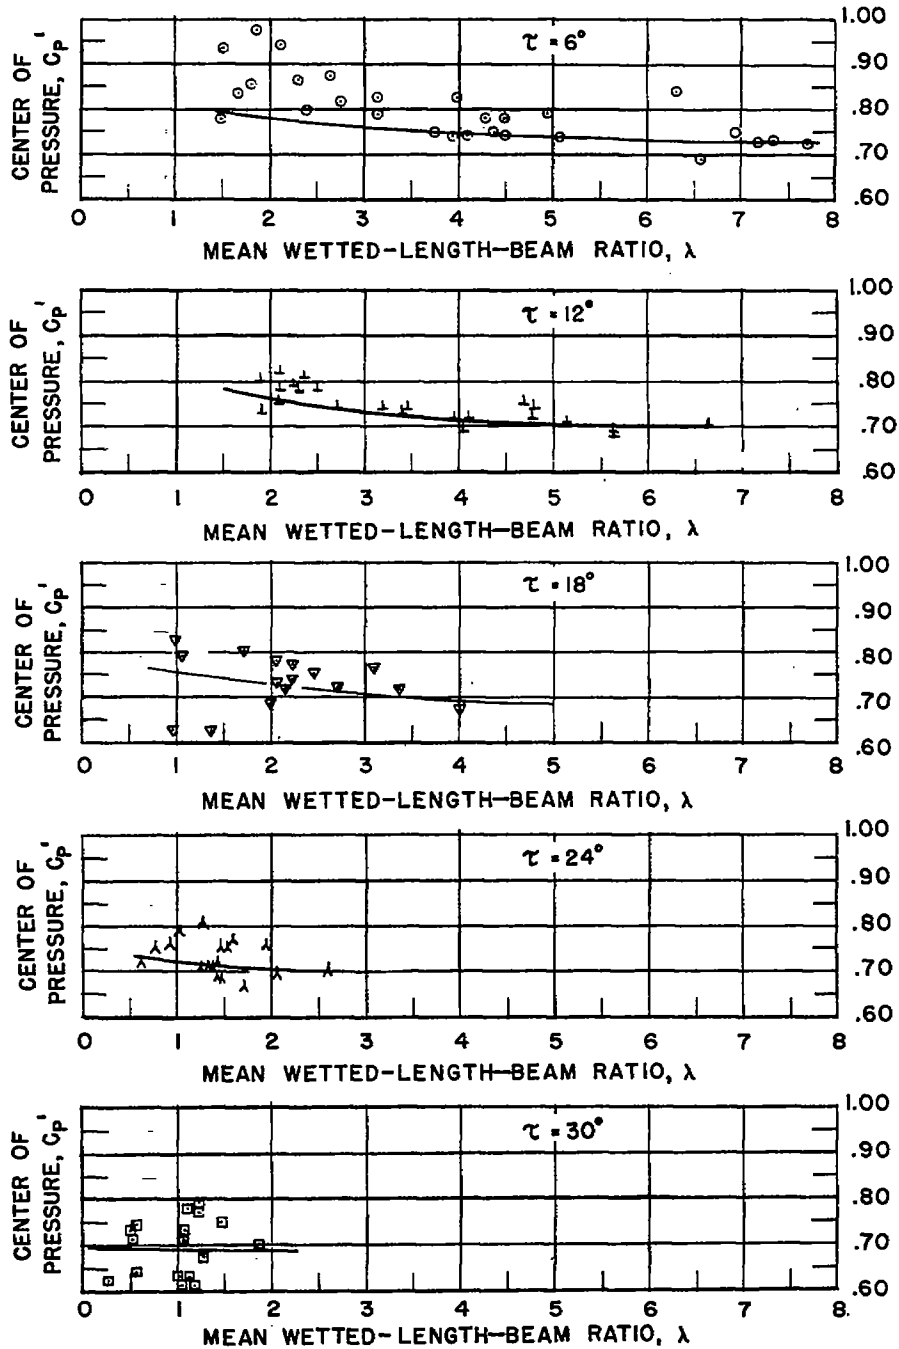 CENTER OF
PRESSURE, Cp'
τ = 6°
1.00
.90
.80
.70
.60
0 1 2 3 4 5 6 7 8
MEAN WETTED-LENGTH-BEAM RATIO, λ
CENTER OF
PRESSURE, Cp'
τ = 12°
1.00
.90
.80
.70
.60
0 1 2 3 4 5 6 7 8
MEAN WETTED-LENGTH-BEAM RATIO, λ
CENTER OF
PRESSURE, Cp'
τ = 18°
1.00
.90
.80
.70
.60
0 1 2 3 4 5 6 7 8
MEAN WETTED-LENGTH-BEAM RATIO, λ
CENTER OF
PRESSURE, Cp'
τ = 24°
1.00
.90
.80
.70
.60
0 1 2 3 4 5 6 7 8
MEAN WETTED-LENGTH-BEAM RATIO, λ
CENTER OF
PRESSURE, Cp'
τ = 30°
1.00
.90
.80
.70
.60
0 1 2 3 4 5 6 7 8
MEAN WETTED-LENGTH-BEAM RATIO, λ